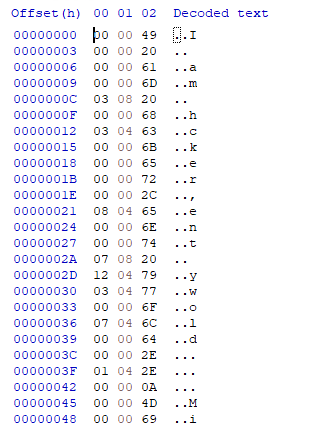 Offset(h) 00 01 02 Decoded text
00000000 00 00 49 ..I
00000003 00 00 20 ..
00000006 00 00 61 ..a
00000009 00 00 6D ..m
0000000C 03 08 20 ..
0000000F 00 00 68 ..h
00000012 03 04 63 ..c
00000015 00 00 6B ..k
00000018 00 00 65 ..e
0000001B 00 00 72 ..r
0000001E 00 00 2C ..,
00000021 08 04 65 ..e
00000024 00 00 6E ..n
00000027 00 00 74 ..t
0000002A 07 08 20 ..
0000002D 12 04 79 ..y
00000030 03 04 77 ..w
00000033 00 00 6F ..o
00000036 07 04 6C ..l
00000039 00 00 64 ..d
0000003C 00 00 2E ...
0000003F 01 04 2E ...
00000042 00 00 0A ...
00000045 00 00 4D ..M
00000048 00 00 69 ..i